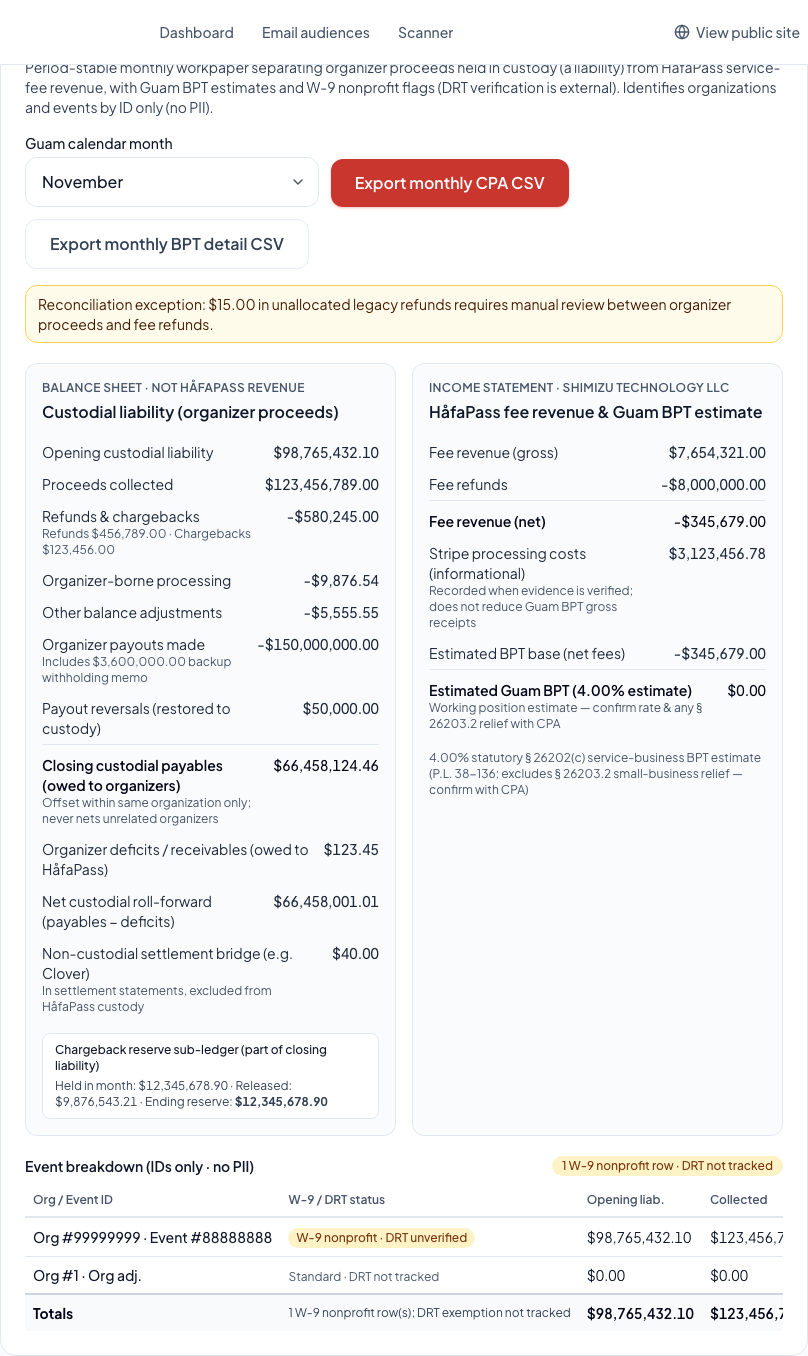 Dashboard Email audiences Scanner View public site
Period-stable monthly workpaper separating organizer proceeds held in custody (a liability) from HåfaPass service-
fee revenue, with Guam BPT estimates and W-9 nonprofit flags (DRT verification is external). Identifies organizations
and events by ID only (no PII).
Guam calendar month
November
Export monthly CPA CSV
Export monthly BPT detail CSV
Reconciliation exception: $15.00 in unallocated legacy refunds requires manual review between organizer
proceeds and fee refunds.
BALANCE SHEET · NOT HÅFAPASS REVENUE
Custodial liability (organizer proceeds)
Opening custodial liability $98,765,432.10
Proceeds collected $123,456,789.00
Refunds & chargebacks -$580,245.00
Refunds $456,789.00 · Chargebacks
$123,456.00
Organizer-borne processing -$9,876.54
Other balance adjustments -$5,555.55
Organizer payouts made -$150,000,000.00
Includes $3,600,000.00 backup
withholding memo
Payout reversals (restored to $50,000.00
custody)
Closing custodial payables $66,458,124.46
(owed to organizers)
Offset within same organization only;
never nets unrelated organizers
Organizer deficits / receivables (owed to $123.45
HåfaPass)
Net custodial roll-forward $66,458,001.01
(payables – deficits)
Non-custodial settlement bridge (e.g. $40.00
Clover)
In settlement statements, excluded from
HåfaPass custody
Chargeback reserve sub-ledger (part of closing
liability)
Held in month: $12,345,678.90 · Released:
$9,876,543.21 · Ending reserve: $12,345,678.90
INCOME STATEMENT · SHIMIZU TECHNOLOGY LLC
HåfaPass fee revenue & Guam BPT estimate
Fee revenue (gross) $7,654,321.00
Fee refunds -$8,000,000.00
Fee revenue (net) -$345,679.00
Stripe processing costs $3,123,456.78
(informational)
Recorded when evidence is verified;
does not reduce Guam BPT gross
receipts
Estimated BPT base (net fees) -$345,679.00
Estimated Guam BPT (4.00% estimate) $0.00
Working position estimate — confirm rate & any §
26203.2 relief with CPA
4.00% statutory § 26202(c) service-business BPT estimate
(P.L. 38-136; excludes § 26203.2 small-business relief —
confirm with CPA)
Event breakdown (IDs only · no PII) 1 W-9 nonprofit row · DRT not tracked
Org / Event ID W-9 / DRT status Opening liab. Collected
Org #99999999 · Event #88888888 W-9 nonprofit · DRT unverified $98,765,432.10 $123,456,7
Org #1 · Org adj. Standard · DRT not tracked $0.00 $0.00
Totals 1 W-9 nonprofit row(s); DRT exemption not tracked $98,765,432.10 $123,456,7